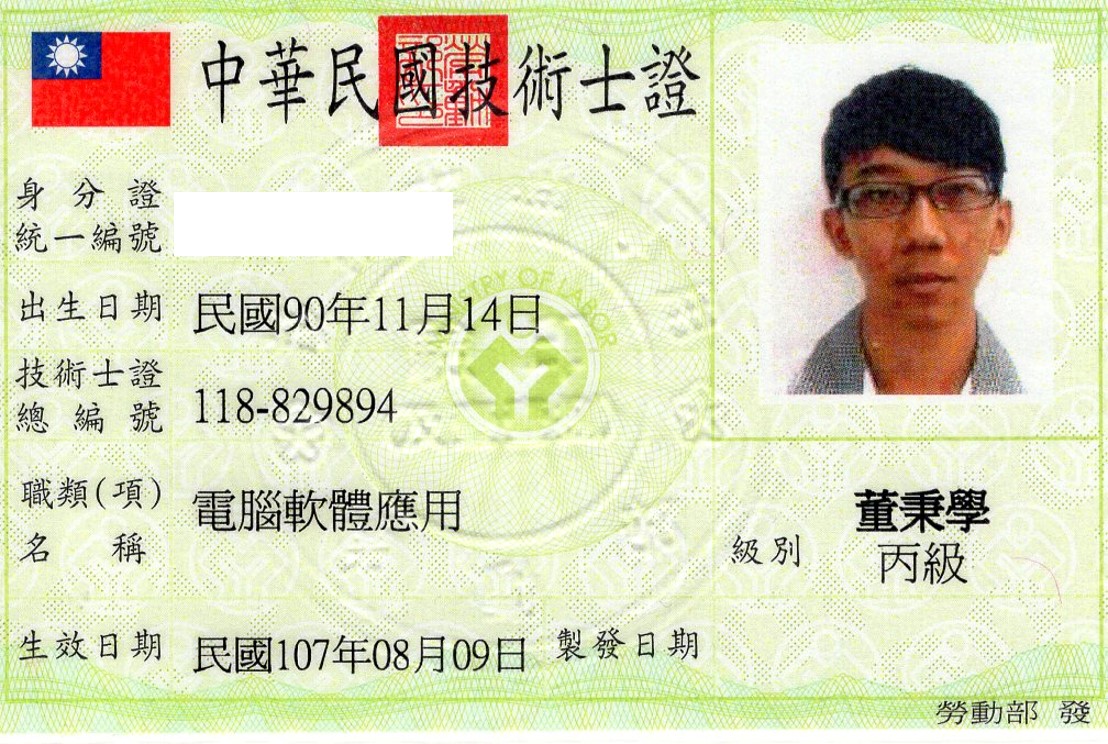 中華民國技術士證
身分證
統一編號
出生日期 民國90年11月14日
技術士證
總編號 118-829894
職類(項)
名稱 電腦軟體應用
董秉學
級別 丙級
生效日期 民國107年08月09日 製發日期
勞動部 發
MINISTRY OF LABOR